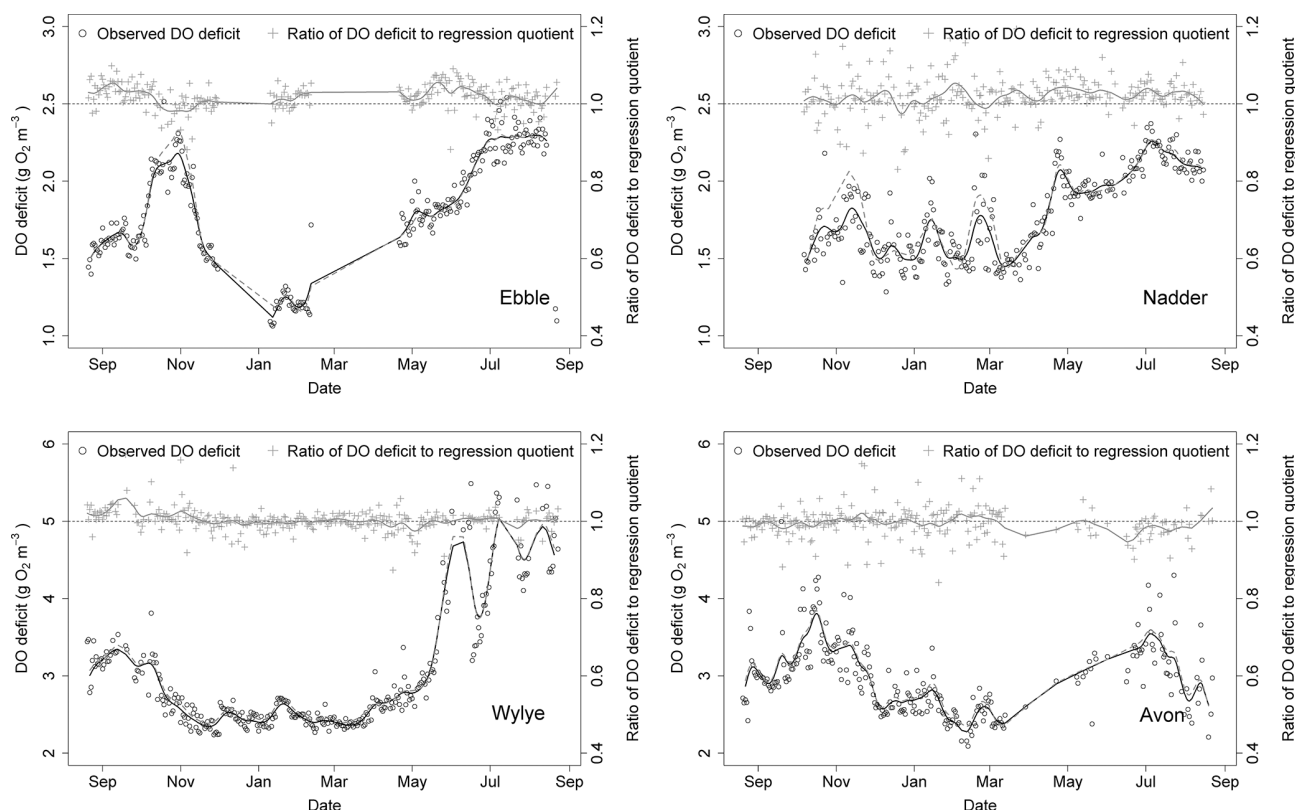 Observed DO deficit
Ratio of DO deficit to regression quotient
DO deficit (g O₂ m⁻³)
3.0
2.5
2.0
1.5
1.0
1.2
1.0
0.8
0.6
0.4
Ratio of DO deficit to regression quotient
Ebble
Sep Nov Jan Mar May Jul Sep
Date
Observed DO deficit
Ratio of DO deficit to regression quotient
DO deficit (g O₂ m⁻³)
3.0
2.5
2.0
1.5
1.0
1.2
1.0
0.8
0.6
0.4
Ratio of DO deficit to regression quotient
Nadder
Sep Nov Jan Mar May Jul Sep
Date
Observed DO deficit
Ratio of DO deficit to regression quotient
DO deficit (g O₂ m⁻³)
6
5
4
3
2
1.2
1.0
0.8
0.6
0.4
Ratio of DO deficit to regression quotient
Wylye
Sep Nov Jan Mar May Jul Sep
Date
Observed DO deficit
Ratio of DO deficit to regression quotient
DO deficit (g O₂ m⁻³)
6
5
4
3
2
1.2
1.0
0.8
0.6
0.4
Ratio of DO deficit to regression quotient
Avon
Sep Nov Jan Mar May Jul Sep
Date